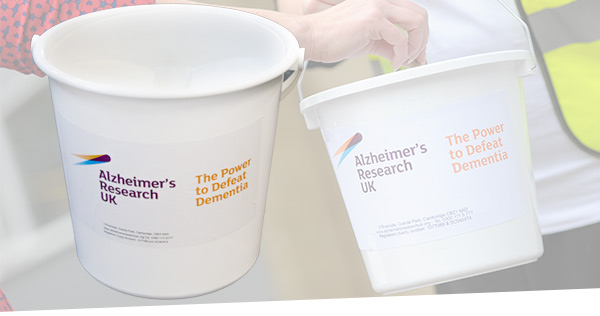 Alzheimer's
Research
UK
The Power
to Defeat
Dementia
Alzheimer's
Research
UK
The Power
to Defeat
Dementia